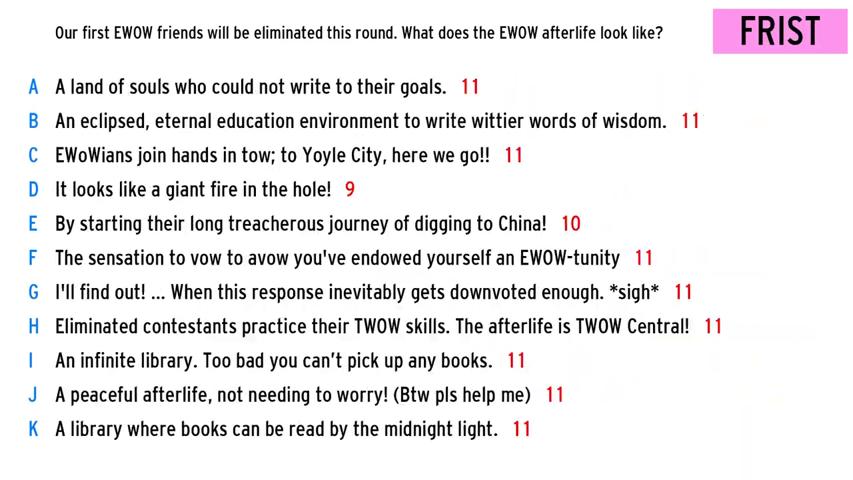 Our first EWOW friends will be eliminated this round. What does the EWOW afterlife look like?
FRIST
A A land of souls who could not write to their goals. 11
B An eclipsed, eternal education environment to write wittier words of wisdom. 11
C EWoWians join hands in tow; to Yoyle City, here we go!! 11
D It looks like a giant fire in the hole! 9
E By starting their long treacherous journey of digging to China! 10
F The sensation to vow to avow you've endowed yourself an EWOW-tunity 11
G I'll find out! ... When this response inevitably gets downvoted enough. *sigh* 11
H Eliminated contestants practice their TWOW skills. The afterlife is TWOW Central! 11
I An infinite library. Too bad you can’t pick up any books. 11
J A peaceful afterlife, not needing to worry! (Btw pls help me) 11
K A library where books can be read by the midnight light. 11